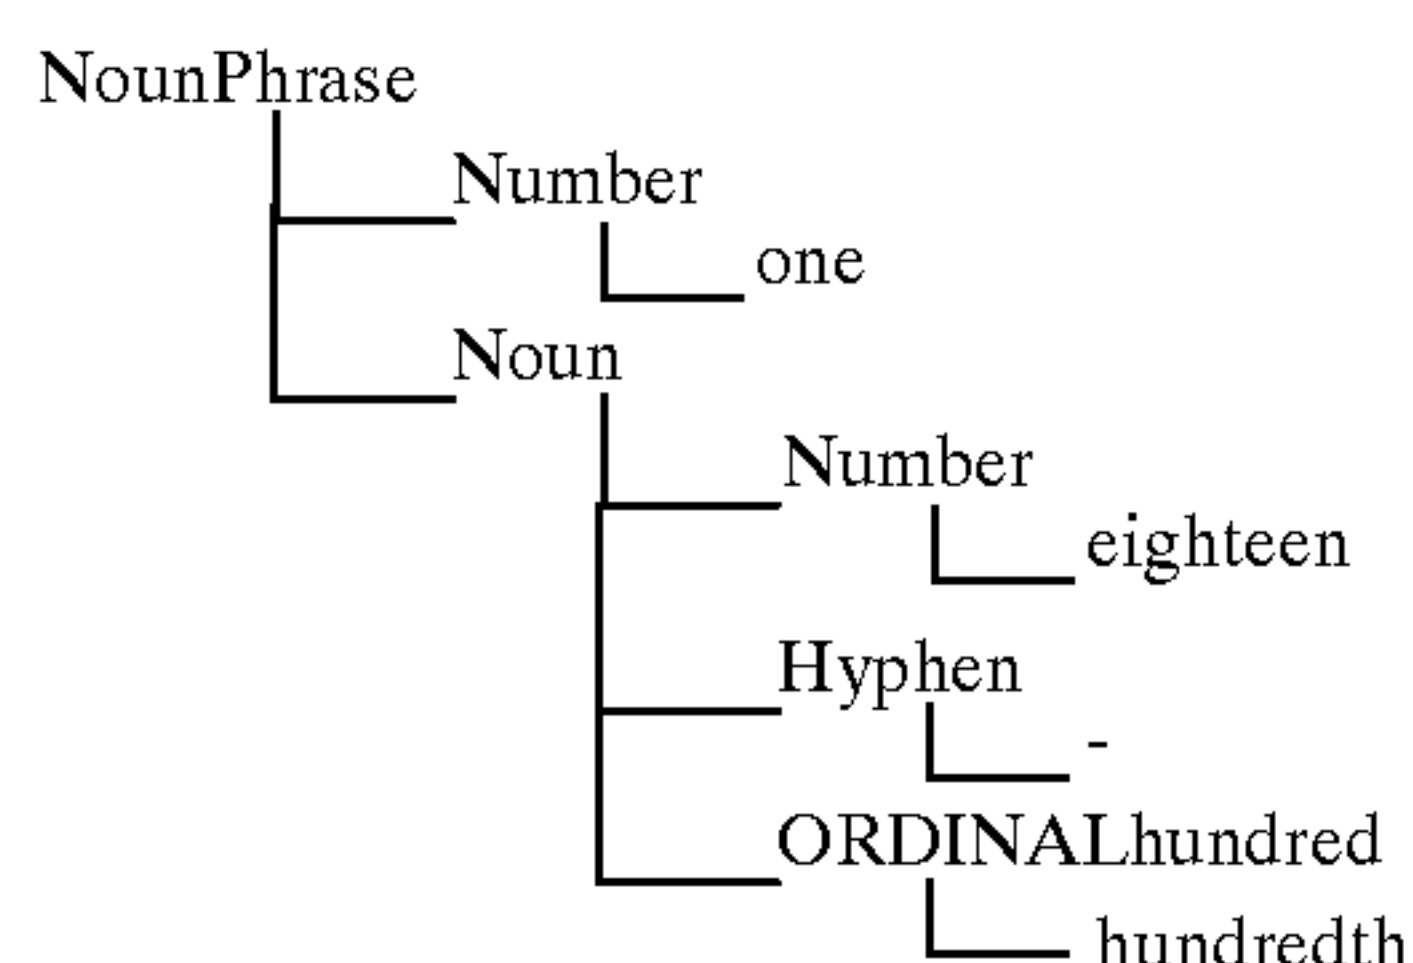 NounPhrase
Number
one
Noun
Number
eighteen
Hyphen
-
ORDINALhundred
hundredth